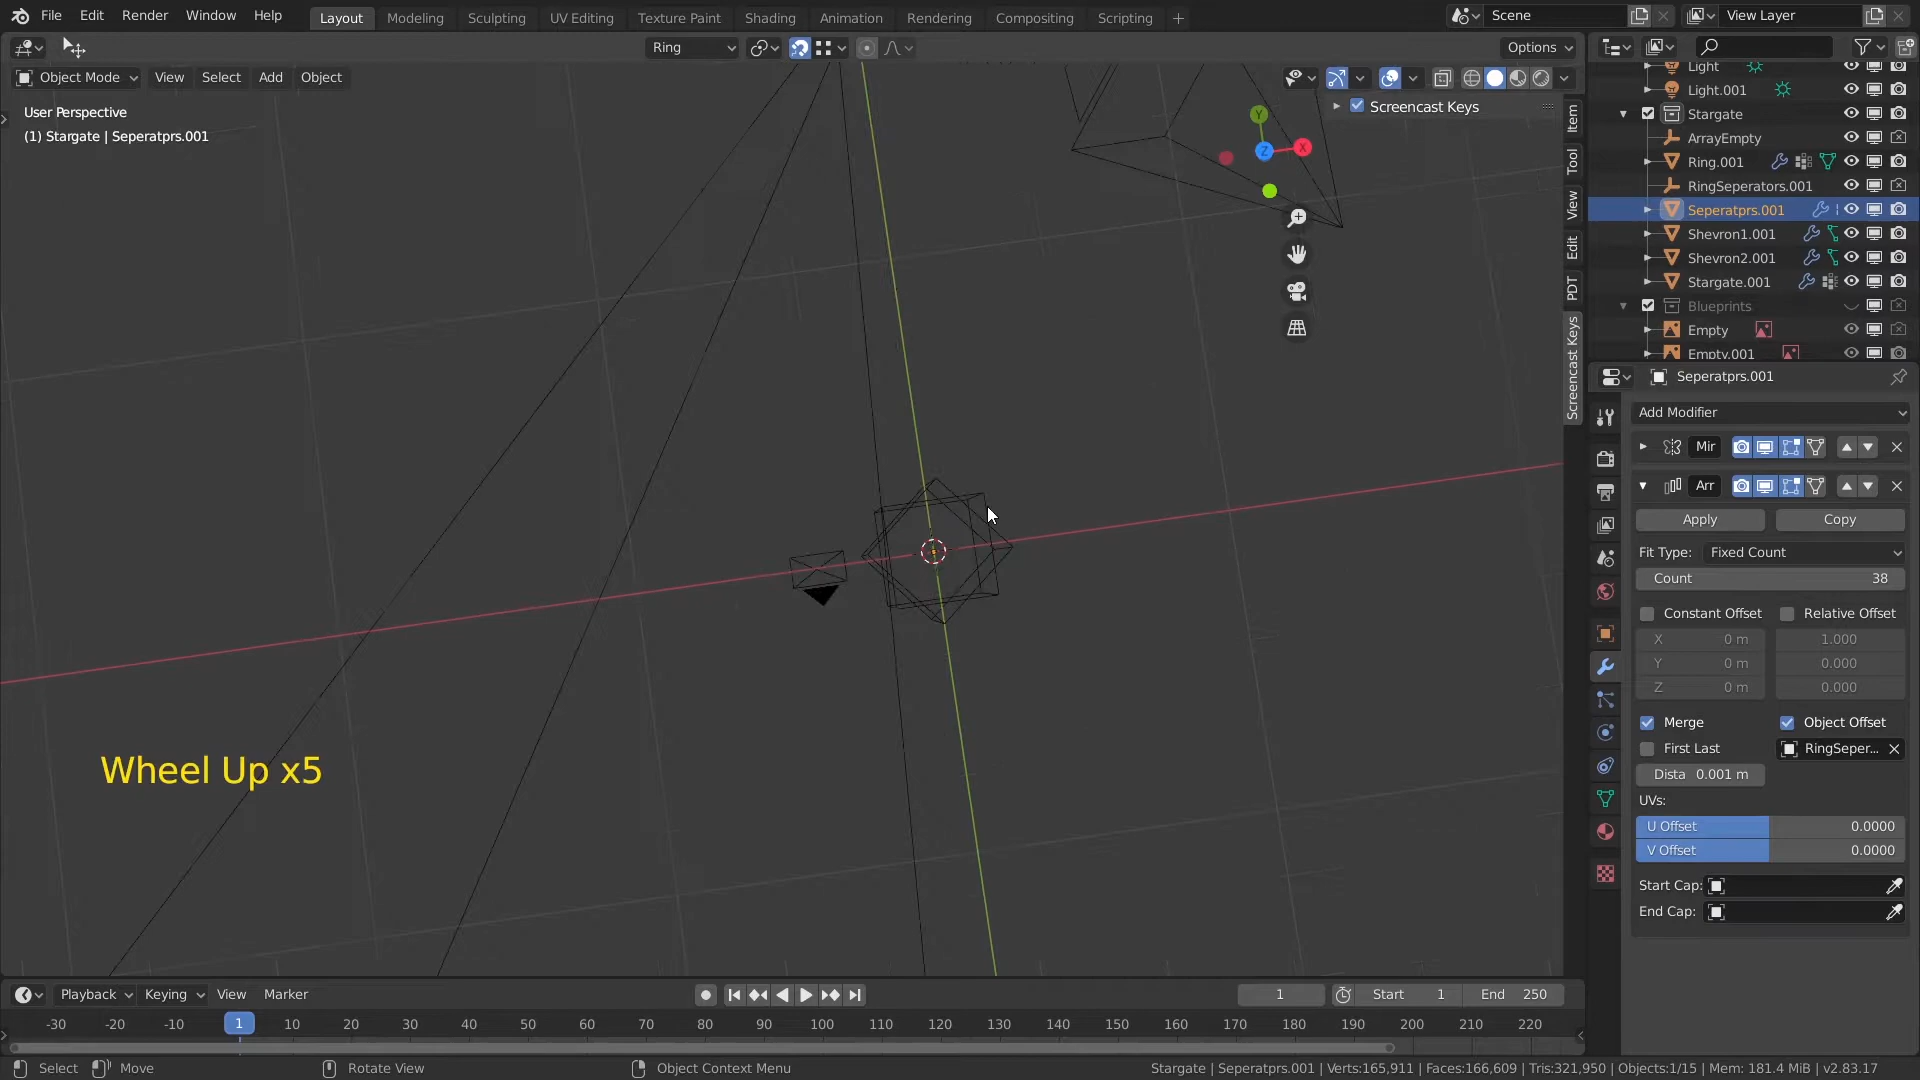 File Edit Render Window Help Layout Modeling Sculpting UV Editing Texture Paint Shading Animation Rendering Compositing Scripting + Scene View Layer
Ring Options
Object Mode View Select Add Object
User Perspective
(1) Stargate | Seperatprs.001
Screencast Keys
Y
X
Z
Item
Tool
View
Edit
PDT
Screencast Keys
Wheel Up x5
Light
Light.001
Stargate
ArrayEmpty
Ring.001
RingSeperators.001
Seperatprs.001
Shevron1.001
Shevron2.001
Stargate.001
Blueprints
Empty
Empty.001
Seperatprs.001
Add Modifier
Mir
Arr
Apply Copy
Fit Type: Fixed Count
Count 38
Constant Offset Relative Offset
X 0 m 1.000
Y 0 m 0.000
Z 0 m 0.000
Merge Object Offset
First Last RingSeper...
Dista 0.001 m
UVs:
U Offset 0.0000
V Offset 0.0000
Start Cap:
End Cap:
Playback Keying View Marker 1 Start 1 End 250
-30 -20 -10 1 10 20 30 40 50 60 70 80 90 100 110 120 130 140 150 160 170 180 190 200 210 220
Select Move Rotate View Object Context Menu Stargate | Seperatprs.001 | Verts:165,911 | Faces:166,609 | Tris:321,950 | Objects:1/15 | Mem: 181.4 MiB | v2.83.17